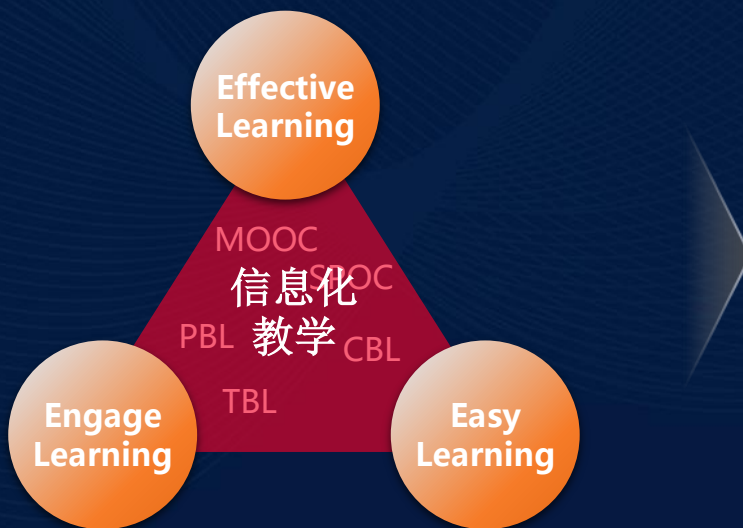 Effective
Learning
MOOC
SPOC
信息化
教学
PBL
CBL
TBL
Engage
Learning
Easy
Learning